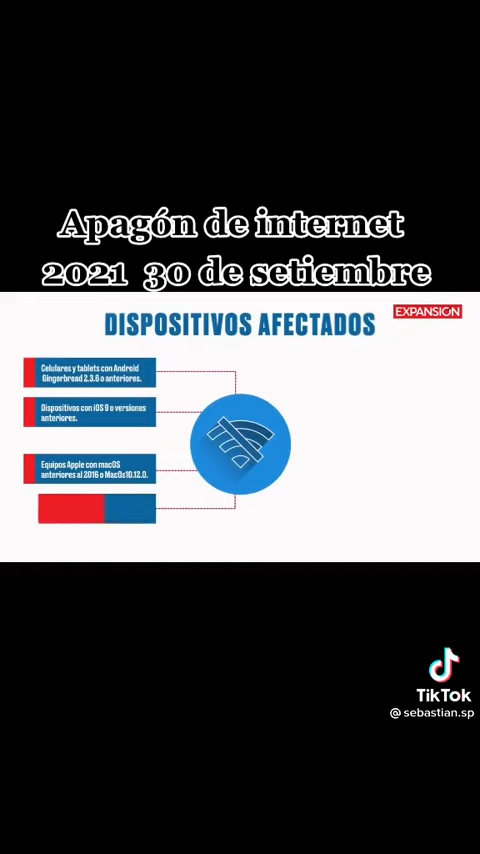 Apagón de internet
2021 30 de setiembre
EXPANSIÓN
DISPOSITIVOS AFECTADOS
Celulares y tablets con Android
Gingerbread 2.3.6 o anteriores.
Dispositivos con iOS 9 o versiones
anteriores.
Equipos Apple con macOS
anteriores al 2016 o MacOs10.12.0.
TikTok
@sebastian.sp